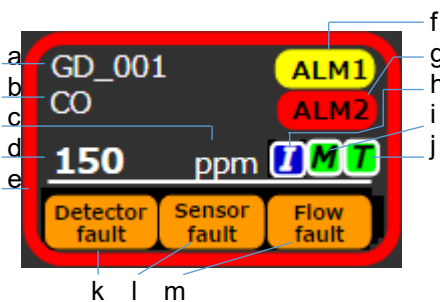 f
a GD_001 ALM1
g
b CO ALM2 h
c i
d 150 ppm I M T j
e
Detector fault Sensor fault Flow fault
k l m